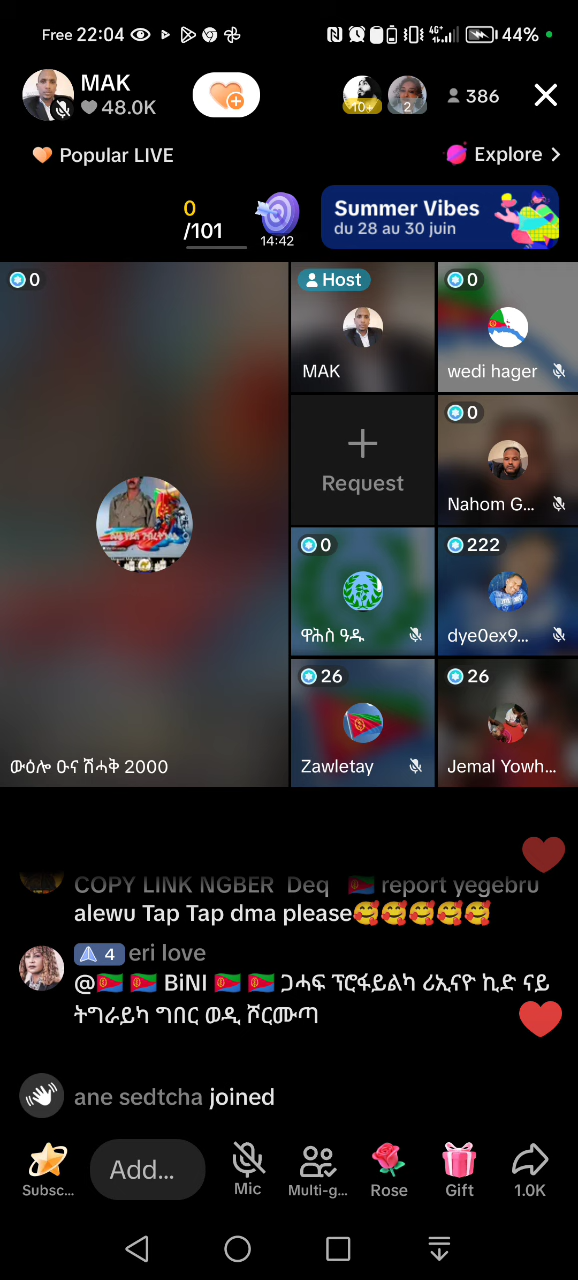 Free 22:04 44%
MAK
48.0K
10+ 2 386
Popular LIVE Explore
0
/101
14:42
Summer Vibes
du 28 au 30 juin
0
Host
MAK
0
wedi hager
Request
0
Nahom G...
0
ዋሕስ ዓዱ
222
dye0ex9...
26
Zawletay
26
Jemal Yowh...
ውዕሎ ዑና ሽሓቅ 2000
COPY LINK NGBER Deq 🇪🇷 report yegebru
alewu Tap Tap dma please🥰🥰🥰🥰🥰
4 eri love
@🇪🇷 🇪🇷 BiNI 🇪🇷 🇪🇷 ጋሓፍ ፕሮፋይልካ ሪኢናዮ ኪድ ናይ
ትግራይካ ግበር ወዲ ሾርሙጣ
ane sedtcha joined
Add...
Subsc... Mic Multi-g... Rose Gift 1.0K